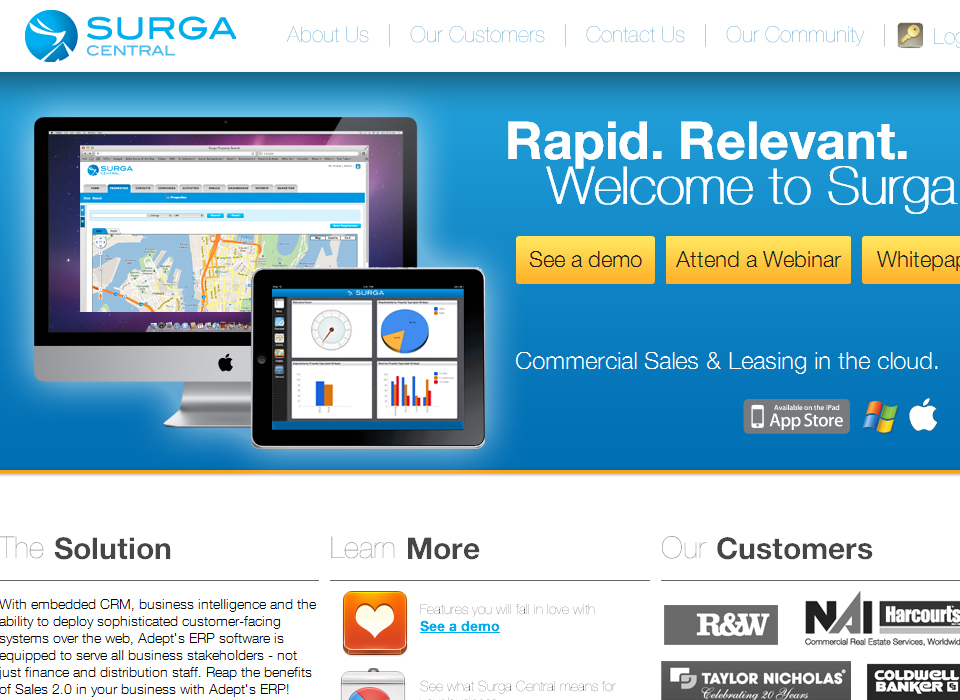 SURGA
CENTRAL
About Us
Our Customers
Contact Us
Our Community
Log
Rapid. Relevant.
Welcome to Surga
See a demo
Attend a Webinar
Whitepap
SURGA
CENTRAL
SURGA
Commercial Sales & Leasing in the cloud.
Available on the iPad
App Store
The Solution
With embedded CRM, business intelligence and the
ability to deploy sophisticated customer-facing
systems over the web, Adept's ERP software is
equipped to serve all business stakeholders - not
just finance and distribution staff. Reap the benefits
of Sales 2.0 in your business with Adept's ERP!
Learn More
Features you will fall in love with
See a demo
See what Surga Central means for
Our Customers
R&W
NAI Harcourts
Commercial Real Estate Services, Worldwid
TAYLOR NICHOLAS
Celebrating 20 Years
COLDWELL
BANKER